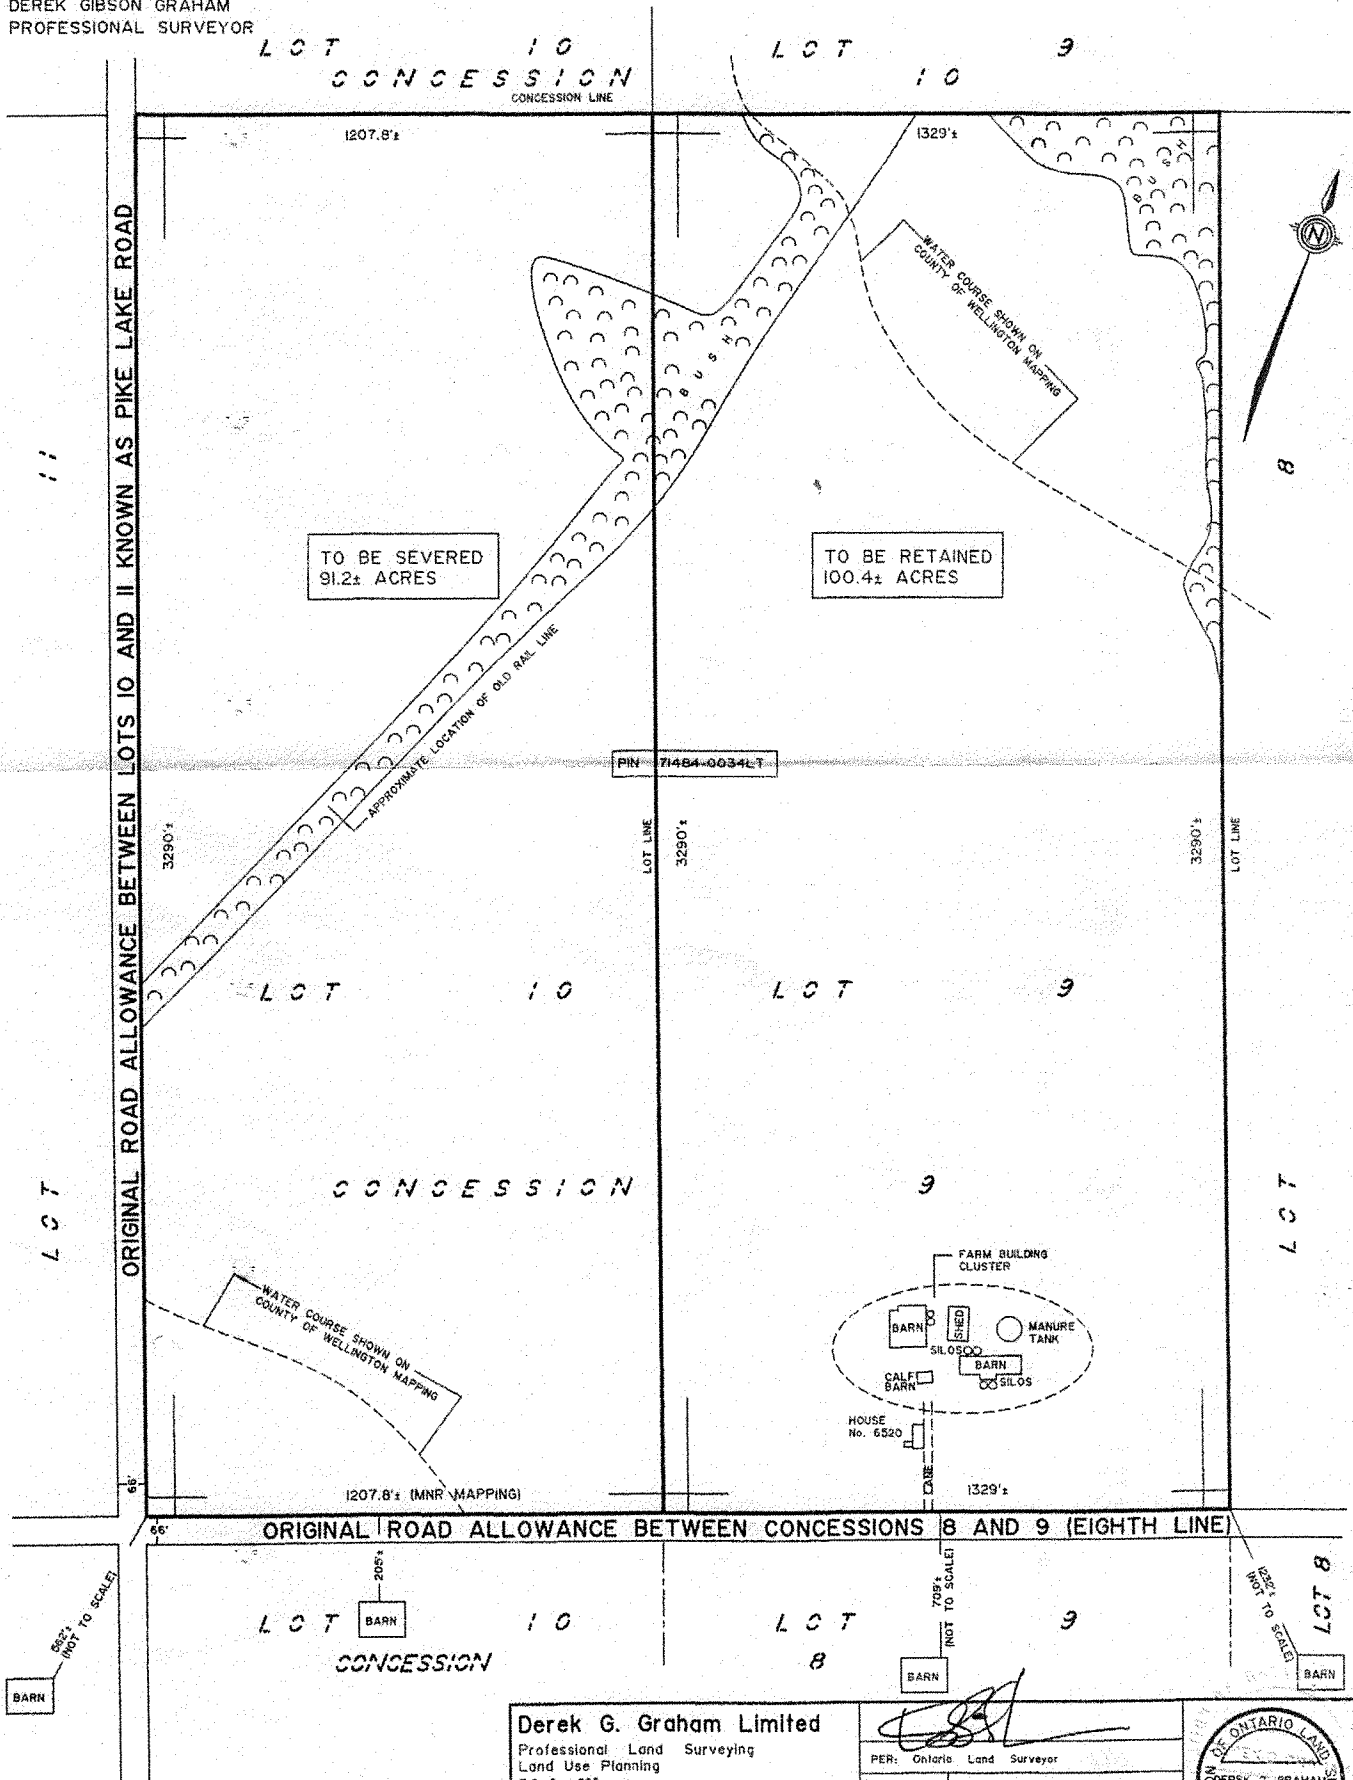 DEREK GIBSON GRAHAM
PROFESSIONAL SURVEYOR
LOT 10
LOT 9
CONCESSION 10
CONCESSION LINE
1207.8'±
1329'±
BUSH
N
WATER COURSE SHOWN ON
COUNTY OF WELLINGTON MAPPING
BUSH
ORIGINAL ROAD ALLOWANCE BETWEEN LOTS 10 AND 11 KNOWN AS PIKE LAKE ROAD
LOT 11
LOT 8
TO BE SEVERED
91.2± ACRES
TO BE RETAINED
100.4± ACRES
APPROXIMATE LOCATION OF OLD RAIL LINE
PIN 71484-0034LT
3290'±
LOT LINE
3290'±
3290'±
LOT LINE
LOT 10
LOT 9
CONCESSION 9
FARM BUILDING
CLUSTER
BARN
SHED
MANURE
TANK
SILOS
BARN
CALF
BARN
SILOS
HOUSE
No. 6520
LANE
WATER COURSE SHOWN ON
COUNTY OF WELLINGTON MAPPING
66'
1207.8'± (MNR MAPPING)
1329'±
66'
ORIGINAL ROAD ALLOWANCE BETWEEN CONCESSIONS 8 AND 9 (EIGHTH LINE)
(NOT TO SCALE)
BARN
205'±
BARN
LOT 10
LOT 9
CONCESSION 8
709'±
(NOT TO SCALE)
BARN
1232'±
(NOT TO SCALE)
BARN
LOT 8
Derek G. Graham Limited
Professional Land Surveying
Land Use Planning
PER: Ontario Land Surveyor
OF ONTARIO LAND
GRAHAM